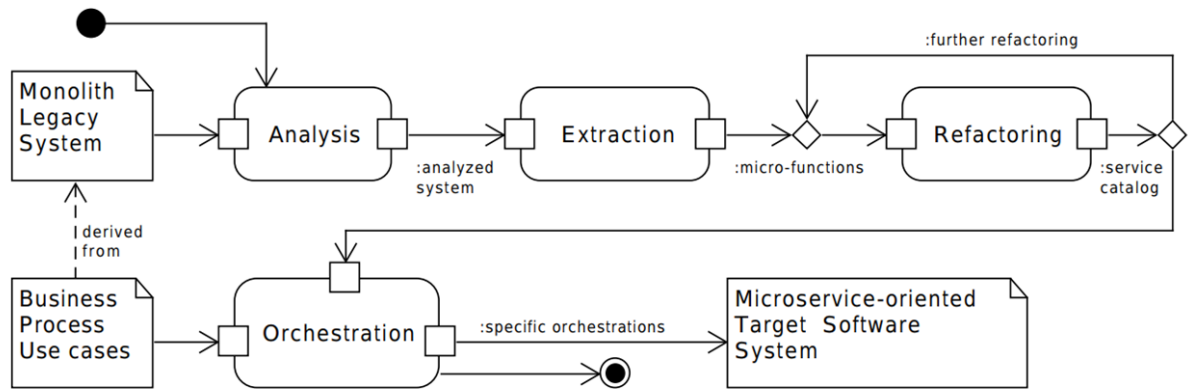 :further refactoring
Monolith
Legacy
System
Analysis
Extraction
Refactoring
:analyzed
system
:micro-functions
:service
catalog
derived
from
Business
Process
Use cases
Orchestration
:specific orchestrations
Microservice-oriented
Target Software
System